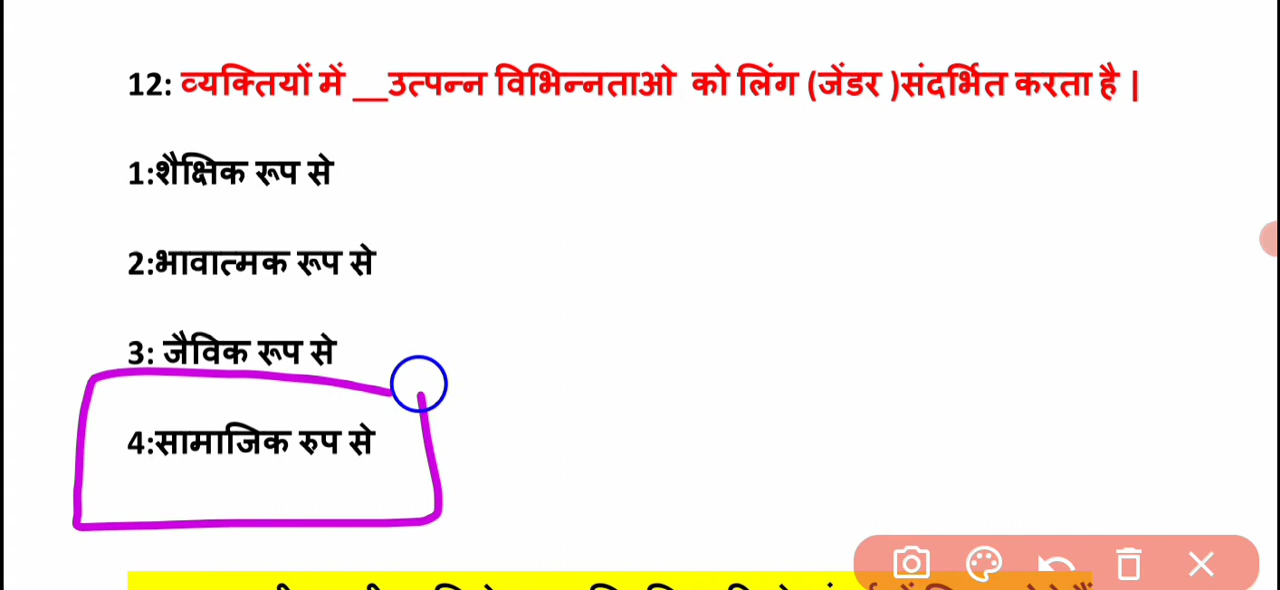 12: व्यक्तियों में __उत्पन्न विभिन्नताओ को लिंग (जेंडर )संदर्भित करता है |
1:शैक्षिक रूप से
2:भावात्मक रूप से
3: जैविक रूप से
4:सामाजिक रुप से